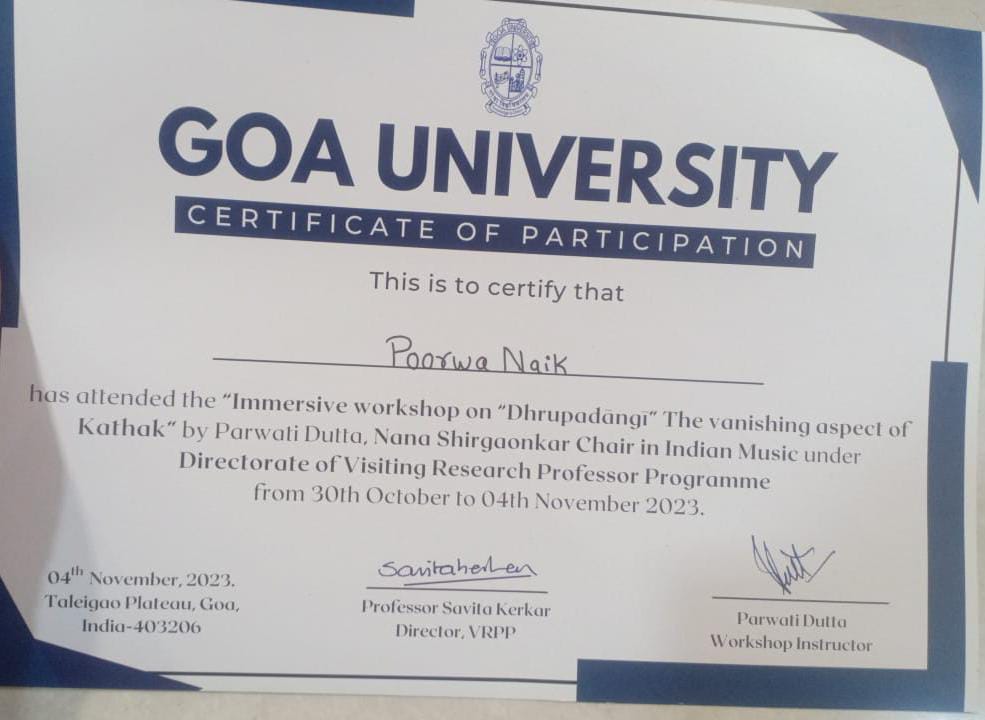 GOA UNIVERSITY
CERTIFICATE OF PARTICIPATION
This is to certify that
Poorwa Naik
has attended the "Immersive workshop on "Dhrupadāngī" The vanishing aspect of
Kathak" by Parwati Dutta, Nana Shirgaonkar Chair in Indian Music under
Directorate of Visiting Research Professor Programme
from 30th October to 04th November 2023.
04th November, 2023.
Taleigao Plateau, Goa,
India-403206
Professor Savita Kerkar
Director, VRPP
Parwati Dutta
Workshop Instructor